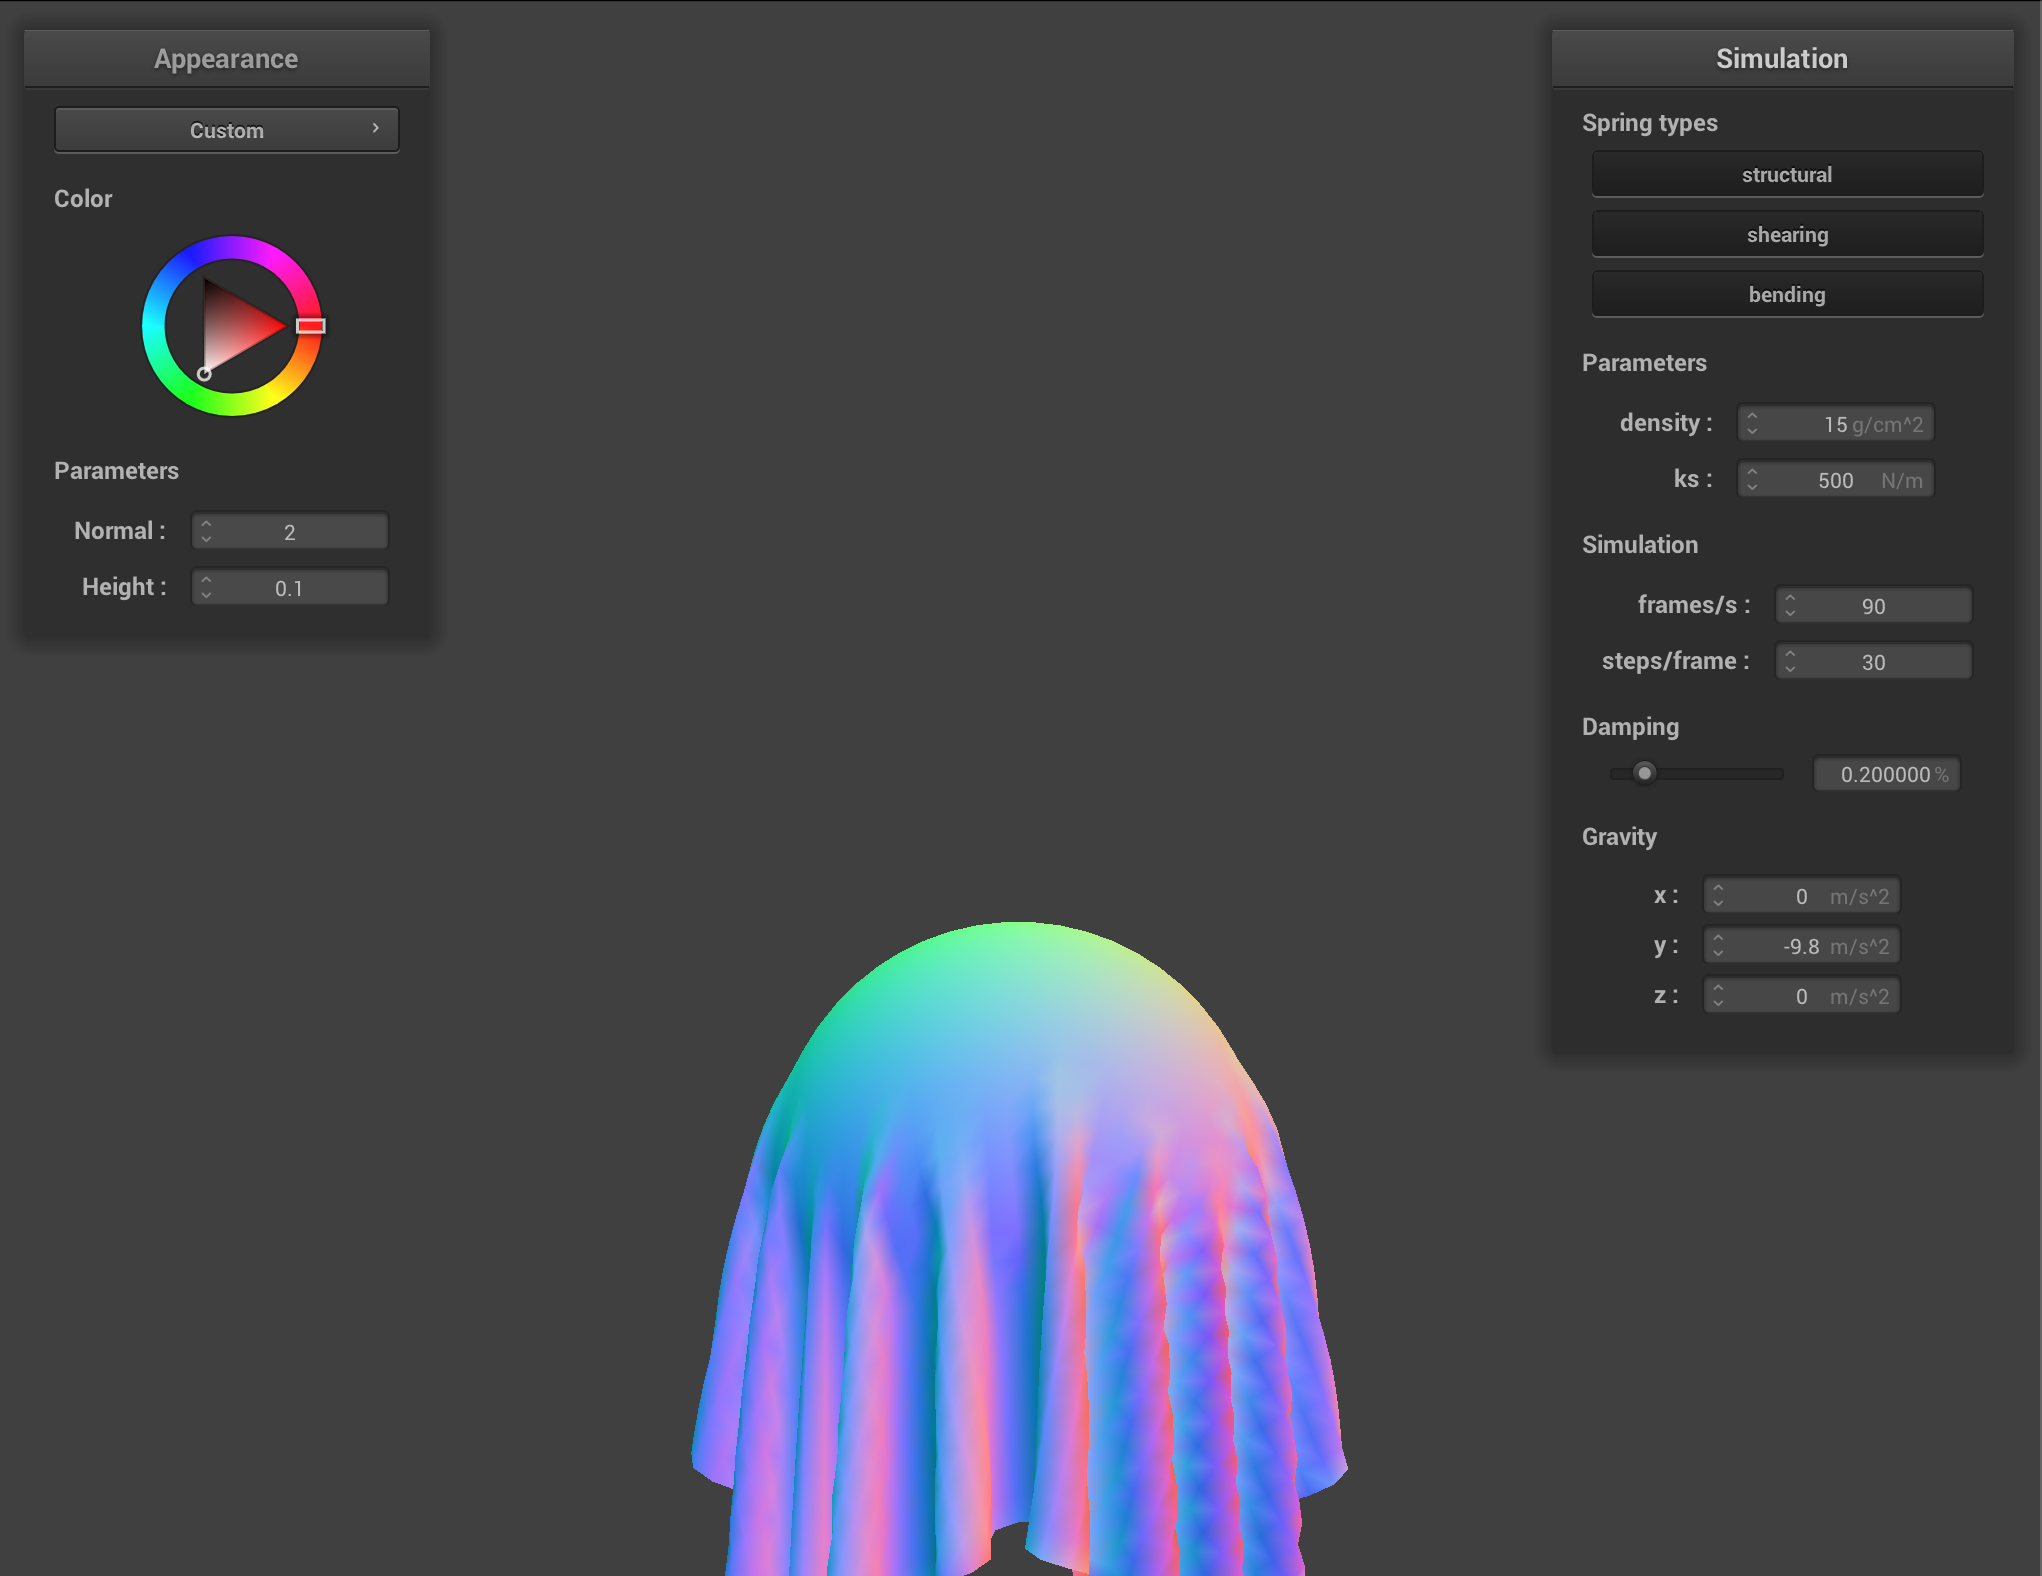 Appearance
Custom
Color
Parameters
Normal : 2
Height : 0.1
Simulation
Spring types
structural
shearing
bending
Parameters
density : 15 g/cm^2
ks : 500 N/m
Simulation
frames/s : 90
steps/frame : 30
Damping
0.200000 %
Gravity
x : 0 m/s^2
y : -9.8 m/s^2
z : 0 m/s^2